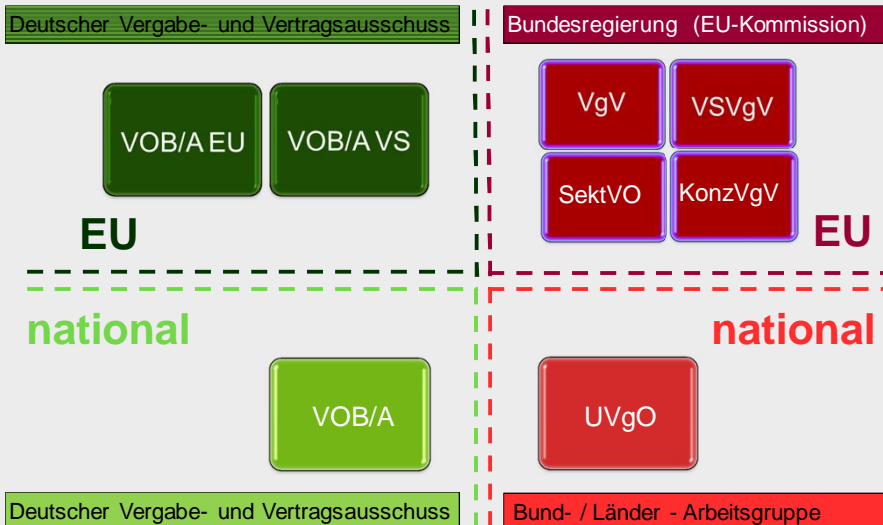 Deutscher Vergabe- und Vertragsausschuss
Bundesregierung (EU-Kommission)
VOB/A EU
VOB/A VS
VgV
VSVgV
SektVO
KonzVgV
EU
EU
national
national
VOB/A
UVgO
Deutscher Vergabe- und Vertragsausschuss
Bund- / Länder - Arbeitsgruppe